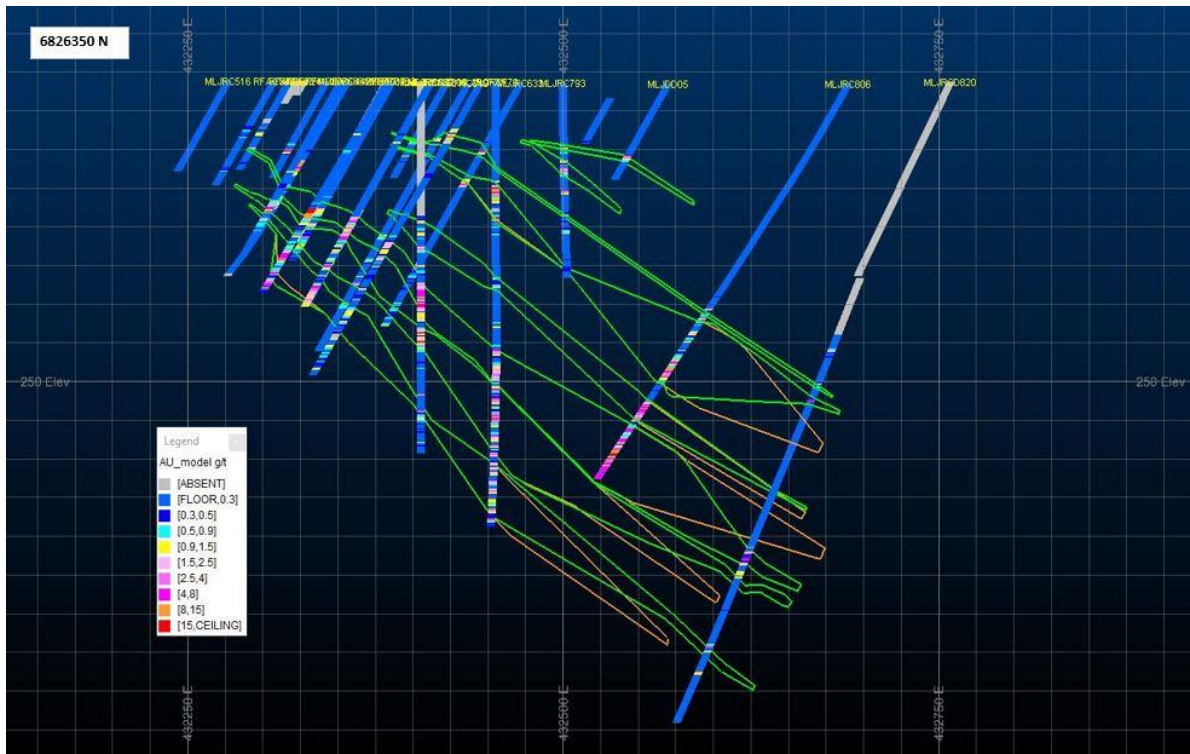 6826350 N
432250 E
432500 E
432750 E
MLJRC516
MLJRC793
MLJDD05
MLJRC806
MLJRCD820
250 Elev
250 Elev
Legend
AU_model g/t
[ABSENT]
[FLOOR,0.3]
[0.3,0.5]
[0.5,0.9]
[0.9,1.5]
[1.5,2.5]
[2.5,4]
[4,8]
[8,15]
[15,CEILING]
432250 E
432500 E
432750 E